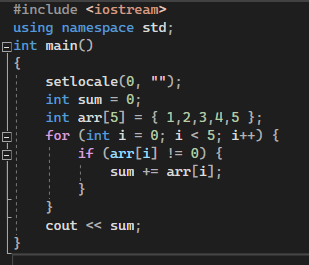 #include <iostream>
using namespace std;
int main()
{
    setlocale(0, "");
    int sum = 0;
    int arr[5] = { 1,2,3,4,5 };
    for (int i = 0; i < 5; i++) {
        if (arr[i] != 0) {
            sum += arr[i];
        }
    }
    cout << sum;
}